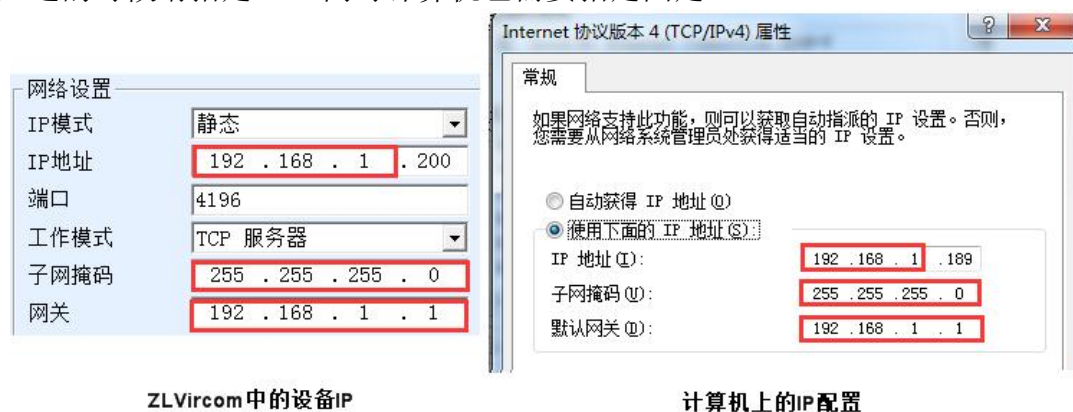 Internet 协议版本 4 (TCP/IPv4) 属性
网络设置
IP模式 静态
IP地址 192 . 168 . 1 . 200
端口 4196
工作模式 TCP 服务器
子网掩码 255 . 255 . 255 . 0
网关 192 . 168 . 1 . 1
常规
如果网络支持此功能，则可以获取自动指派的 IP 设置。否则，
您需要从网络系统管理员处获得适当的 IP 设置。
自动获得 IP 地址(O)
使用下面的 IP 地址(S):
IP 地址(I): 192 . 168 . 1 . 189
子网掩码(U): 255 . 255 . 255 . 0
默认网关(D): 192 . 168 . 1 . 1
ZLVircom中的设备IP
计算机上的IP配置